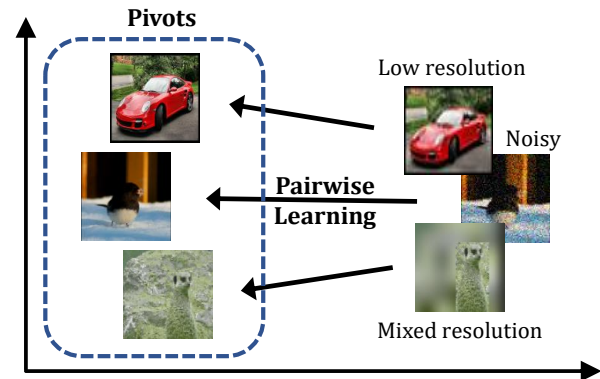 Pivots
Low resolution
Noisy
Pairwise
Learning
Mixed resolution